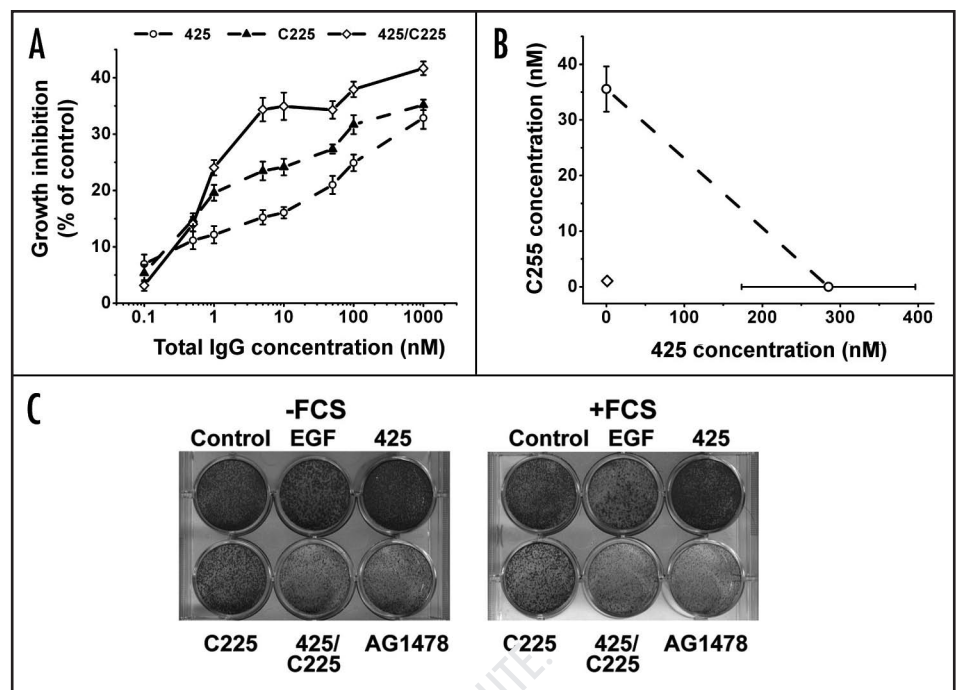 A
425 C225 425/C225
Growth inhibition
(% of control)
40
30
20
10
0
0.1 1 10 100 1000
Total IgG concentration (nM)
B
C255 concentration (nM)
40
30
20
10
0
0 100 200 300 400
425 concentration (nM)
C
-FCS
Control EGF 425
C225 425/
C225
AG1478
+FCS
Control EGF 425
C225 425/
C225
AG1478